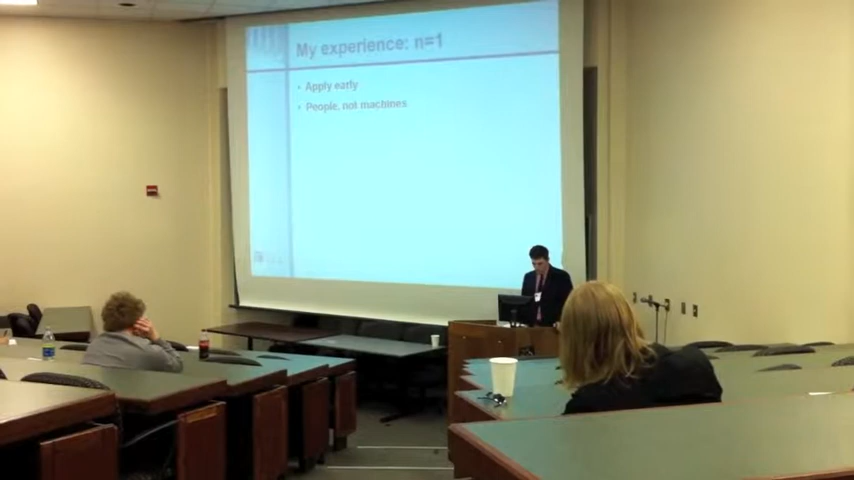 My experience: n=1
• Apply early
• People, not machines